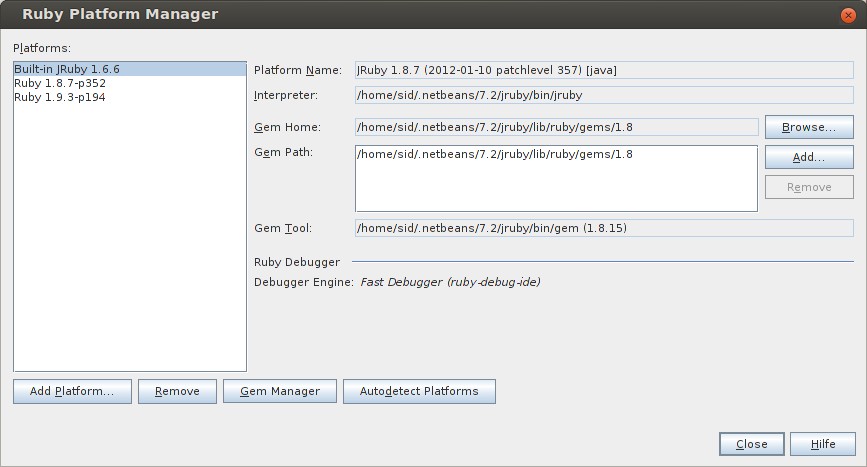 Ruby Platform Manager
Platforms:
Built-in JRuby 1.6.6
Ruby 1.8.7-p352
Ruby 1.9.3-p194
Platform Name: JRuby 1.8.7 (2012-01-10 patchlevel 357) [java]
Interpreter: /home/sid/.netbeans/7.2/jruby/bin/jruby
Gem Home: /home/sid/.netbeans/7.2/jruby/lib/ruby/gems/1.8 Browse...
Gem Path: /home/sid/.netbeans/7.2/jruby/lib/ruby/gems/1.8 Add...
Remove
Gem Tool: /home/sid/.netbeans/7.2/jruby/bin/gem (1.8.15)
Ruby Debugger
Debugger Engine: Fast Debugger (ruby-debug-ide)
Add Platform... Remove Gem Manager Autodetect Platforms
Close Hilfe